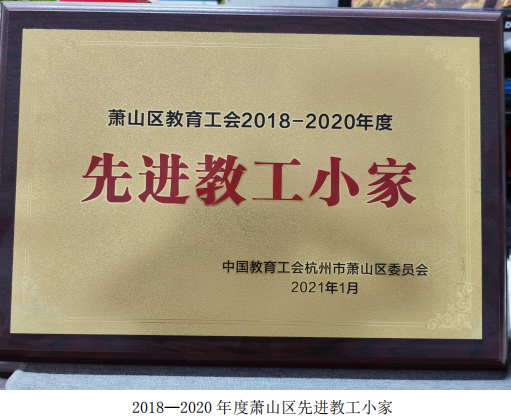 萧山区教育工会2018-2020年度
先进教工小家
中国教育工会杭州市萧山区委员会
2021年1月
2018—2020 年度萧山区先进教工小家